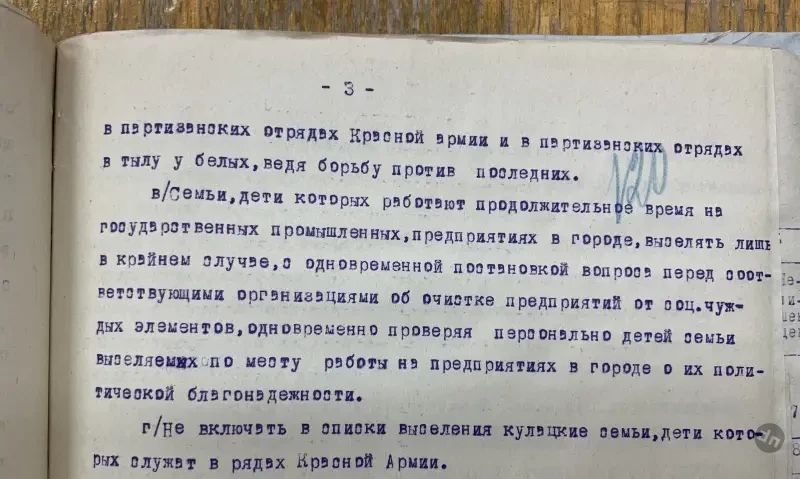 - 3 -
в партизанских отрядах Красной армии и в партизанских отрядах
в тылу у белых,ведя борьбу против последних.
120
в/Семьи,дети которых работают продолжительное время на
государственных промышленных,предприятиях в городе,выселять лишь
в крайнем случае,с одновременной постановкой вопроса перед соот-
ветствующими организациями об очистке предприятий от соц.чуж-
дых элементов,одновременно проверяя персонально детей семьи
выселяемых по месту работы на предприятиях в городе о их поли-
тической благонадежности.
г/Не включать в списки выселения кулацкие семьи,дети кото-
рых служат в рядах Красной Армии.
7
8